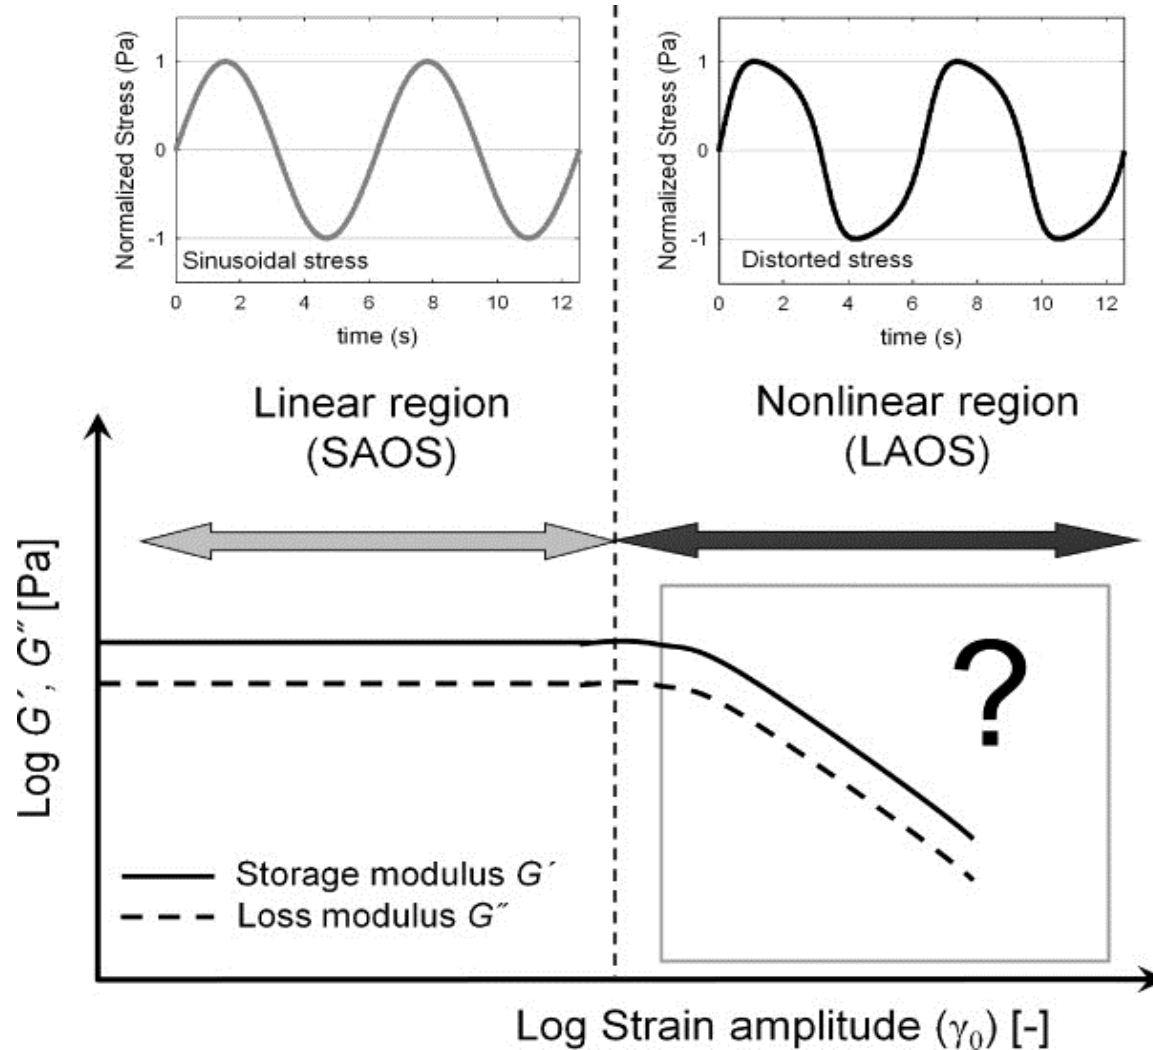 Normalized Stress (Pa)
1
0
-1
Sinusoidal stress
0 2 4 6 8 10 12
time (s)
Normalized Stress (Pa)
1
0
-1
Distorted stress
0 2 4 6 8 10 12
time (s)
Linear region
(SAOS)
Nonlinear region
(LAOS)
Log G´, G˝ [Pa]
?
Storage modulus G´
Loss modulus G˝
Log Strain amplitude (γ₀) [-]